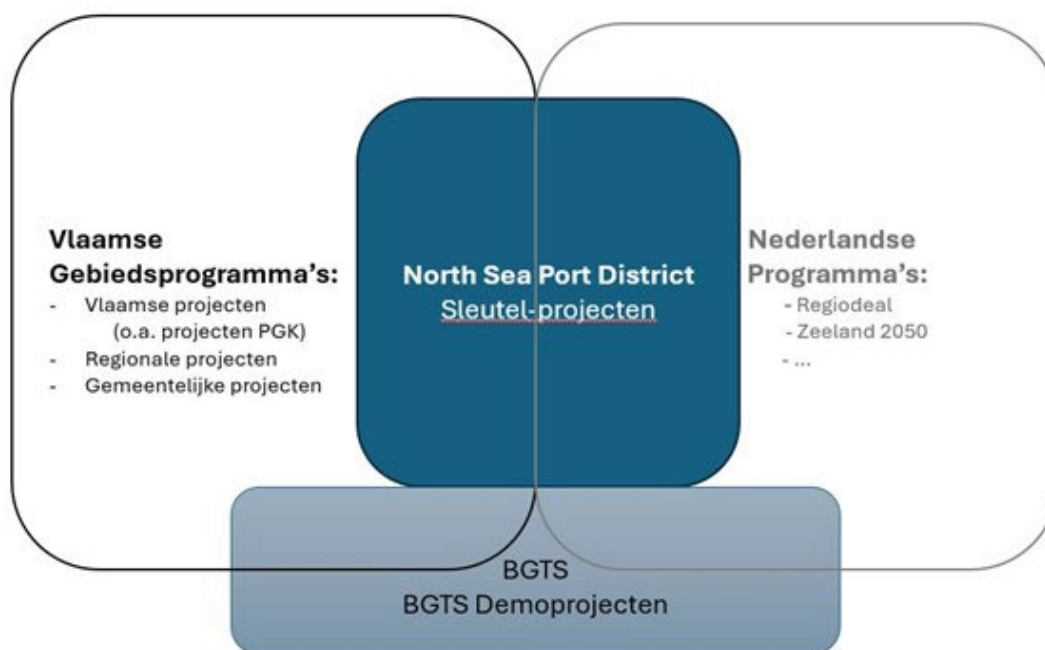 Vlaamse
Gebiedsprogramma's:
- Vlaamse projecten
(o.a. projecten PGK)
- Regionale projecten
- Gemeentelijke projecten
North Sea Port District
Sleutel-projecten
Nederlandse
Programma's:
- Regiodeal
- Zeeland 2050
- ...
BGTS
BGTS Demoprojecten